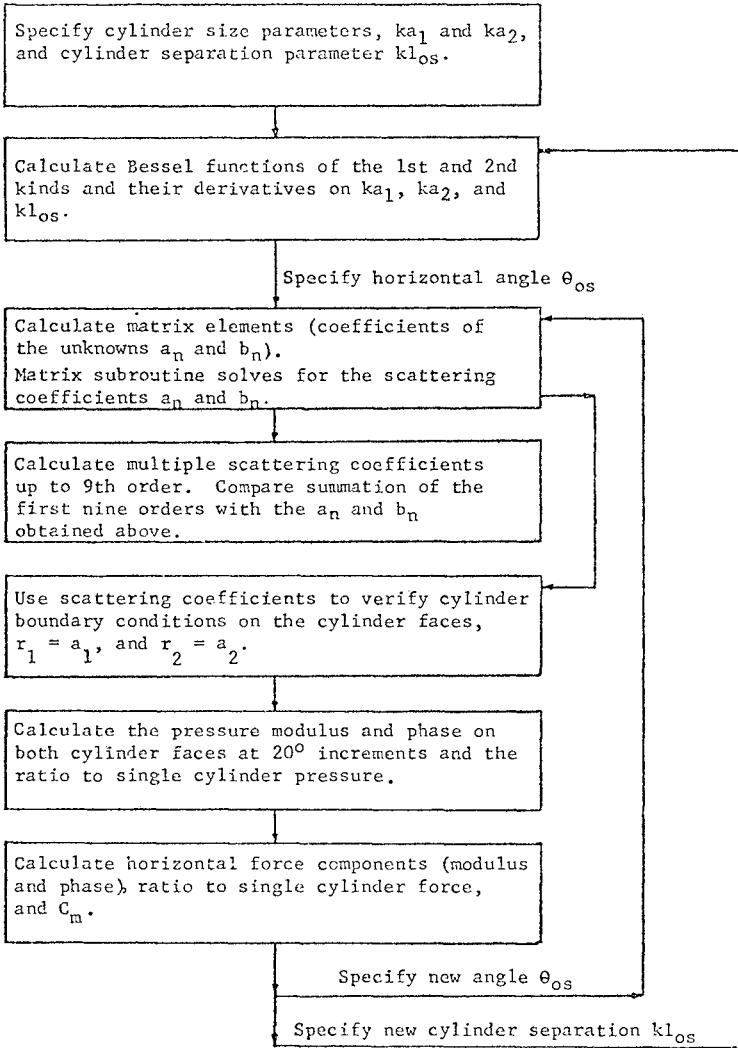 Specify cylinder size parameters, ka₁ and ka₂,
and cylinder separation parameter klₒₛ.
Calculate Bessel functions of the 1st and 2nd
kinds and their derivatives on ka₁, ka₂, and
klₒₛ.
Specify horizontal angle θₒₛ
Calculate matrix elements (coefficients of
the unknowns aₙ and bₙ).
Matrix subroutine solves for the scattering
coefficients aₙ and bₙ.
Calculate multiple scattering coefficients
up to 9th order. Compare summation of the
first nine orders with the aₙ and bₙ
obtained above.
Use scattering coefficients to verify cylinder
boundary conditions on the cylinder faces,
r₁ = a₁, and r₂ = a₂.
Calculate the pressure modulus and phase on
both cylinder faces at 20° increments and the
ratio to single cylinder pressure.
Calculate horizontal force components (modulus
and phase), ratio to single cylinder force,
and Cₘ.
Specify new angle θₒₛ
Specify new cylinder separation klₒₛ